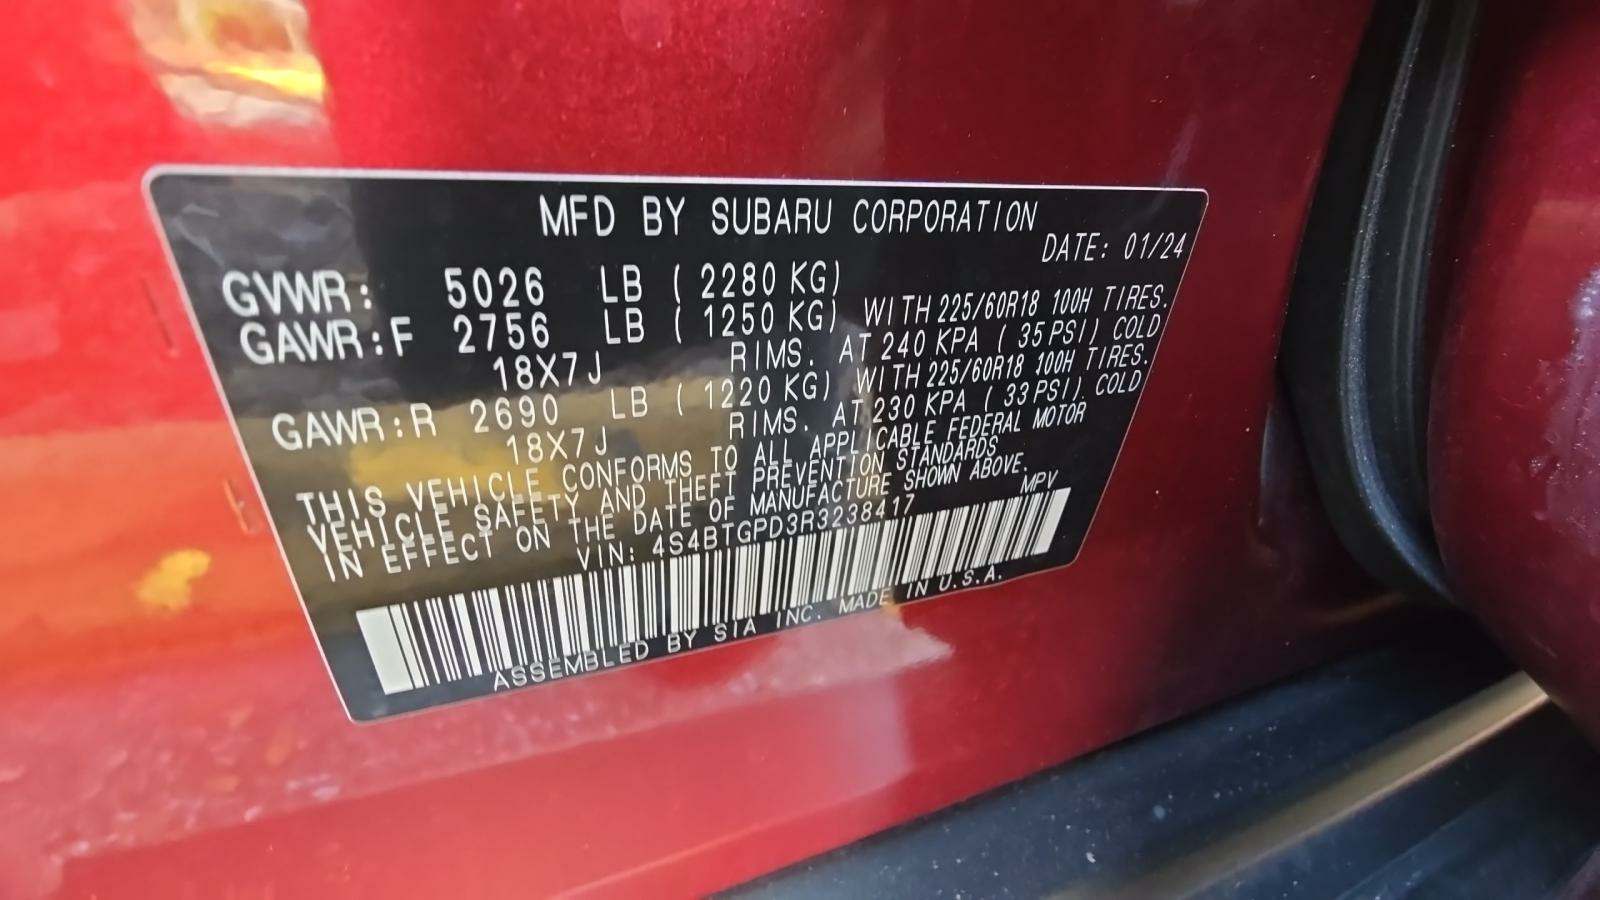 MFD BY SUBARU CORPORATION
DATE: 01/24
GVWR: 5026 LB ( 2280 KG)
GAWR:F 2756 LB ( 1250 KG) WITH 225/60R18 100H TIRES.
18X7J RIMS. AT 240 KPA ( 35 PSI) COLD
GAWR:R 2690 LB ( 1220 KG) WITH 225/60R18 100H TIRES.
18X7J RIMS. AT 230 KPA ( 33 PSI) COLD
THIS VEHICLE CONFORMS TO ALL APPLICABLE FEDERAL MOTOR
VEHICLE SAFETY AND THEFT PREVENTION STANDARDS
IN EFFECT ON THE DATE OF MANUFACTURE SHOWN ABOVE.
VIN: 4S4BTGPD3R3238417 MPV
ASSEMBLED BY SIA INC. MADE IN U.S.A.